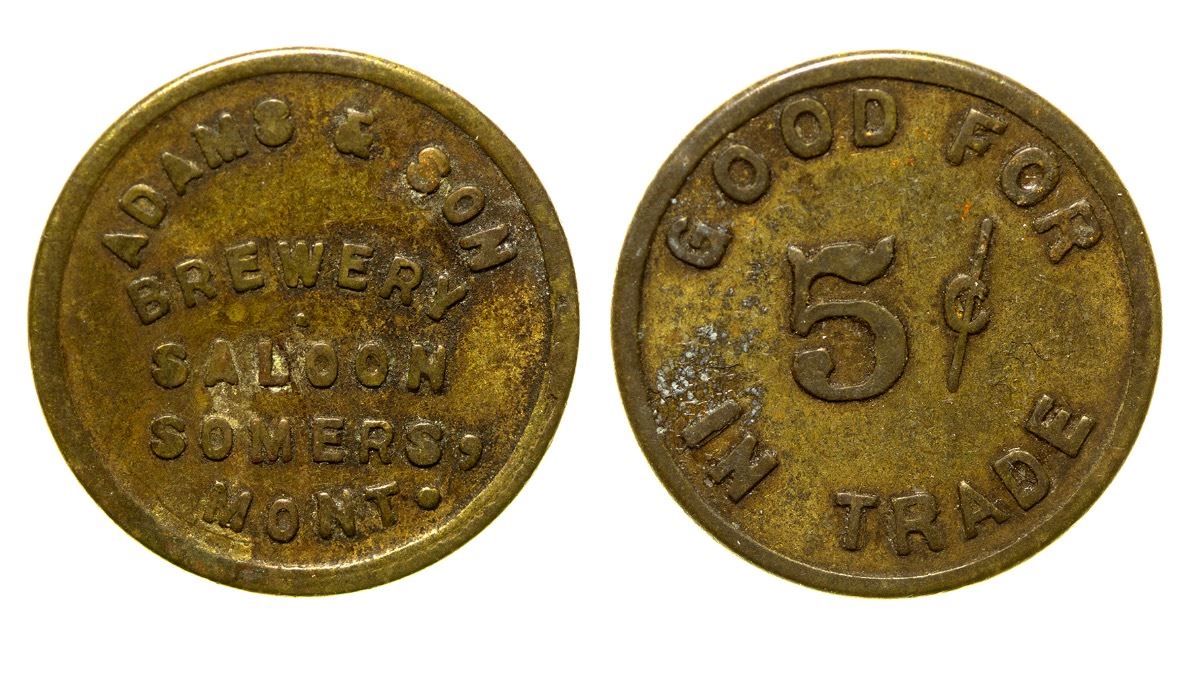 ADAMS & SON
BREWERY
SALOON
SOMERS,
MONT.
GOOD FOR
5¢
IN TRADE